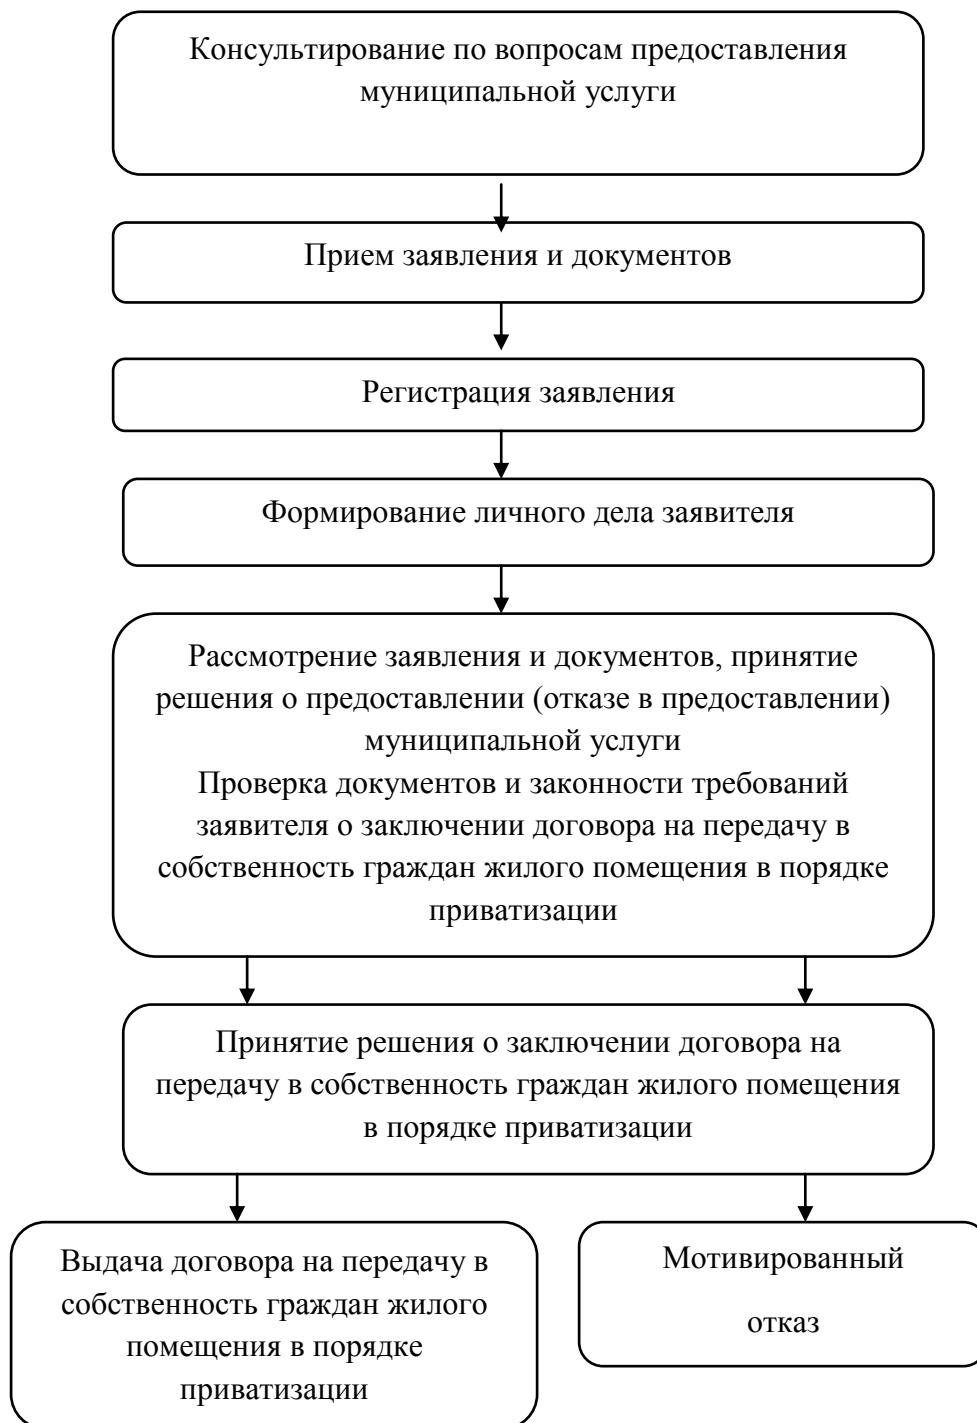 Консультирование по вопросам предоставления
муниципальной услуги
Прием заявления и документов
Регистрация заявления
Формирование личного дела заявителя
Рассмотрение заявления и документов, принятие
решения о предоставлении (отказе в предоставлении)
муниципальной услуги
Проверка документов и законности требований
заявителя о заключении договора на передачу в
собственность граждан жилого помещения в порядке
приватизации
Принятие решения о заключении договора на
передачу в собственность граждан жилого помещения
в порядке приватизации
Выдача договора на передачу в
собственность граждан жилого
помещения в порядке
приватизации
Мотивированный
отказ